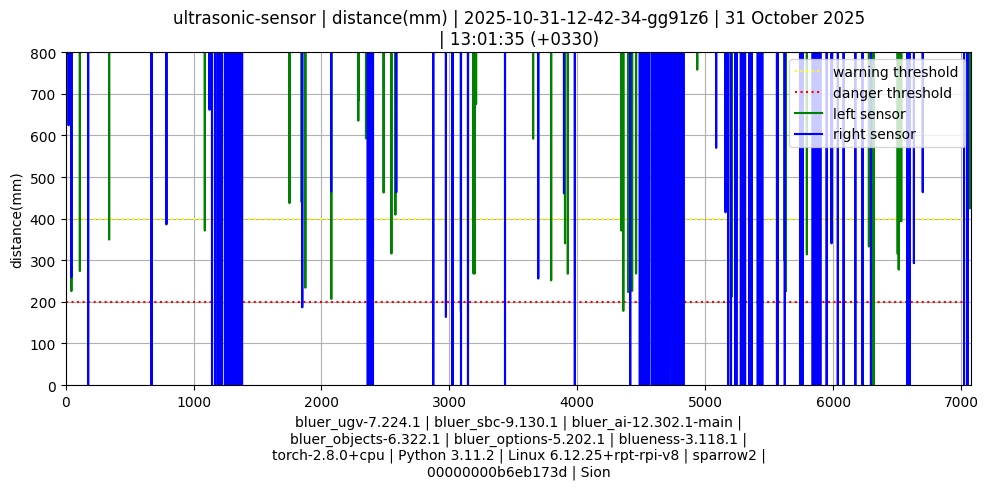 ultrasonic-sensor | distance(mm) | 2025-10-31-12-42-34-gg91z6 | 31 October 2025
| 13:01:35 (+0330)
800
700
600
500
400
300
200
100
0
distance(mm)
warning threshold
danger threshold
left sensor
right sensor
0 1000 2000 3000 4000 5000 6000 7000
bluer_ugv-7.224.1 | bluer_sbc-9.130.1 | bluer_ai-12.302.1-main |
bluer_objects-6.322.1 | bluer_options-5.202.1 | blueness-3.118.1 |
torch-2.8.0+cpu | Python 3.11.2 | Linux 6.12.25+rpt-rpi-v8 | sparrow2 |
00000000b6eb173d | Sion